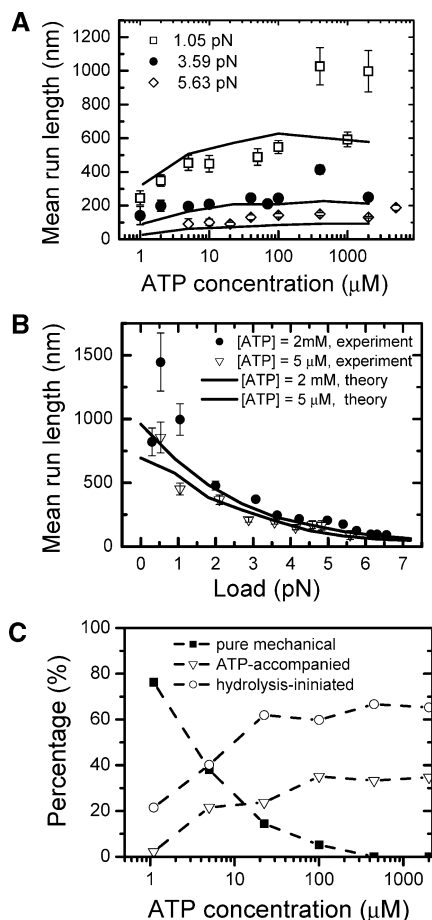 A
1.05 pN
3.59 pN
5.63 pN
Mean run length (nm)
1200
1000
800
600
400
200
0
1
10
100
1000
ATP concentration (μM)
B
[ATP] = 2mM, experiment
[ATP] = 5 μM, experiment
[ATP] = 2 mM, theory
[ATP] = 5 μM, theory
Mean run length (nm)
1500
1000
500
0
0 1 2 3 4 5 6 7
Load (pN)
C
pure mechanical
ATP-accompanied
hydrolysis-ininiated
Percentage (%)
100
80
60
40
20
0
1
10
100
1000
ATP concentration (μM)